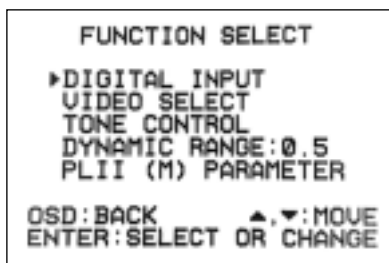 FUNCTION SELECT
▶DIGITAL INPUT
VIDEO SELECT
TONE CONTROL
DYNAMIC RANGE:0.5
PLII (M) PARAMETER
OSD:BACK ▲,▼:MOVE
ENTER:SELECT OR CHANGE